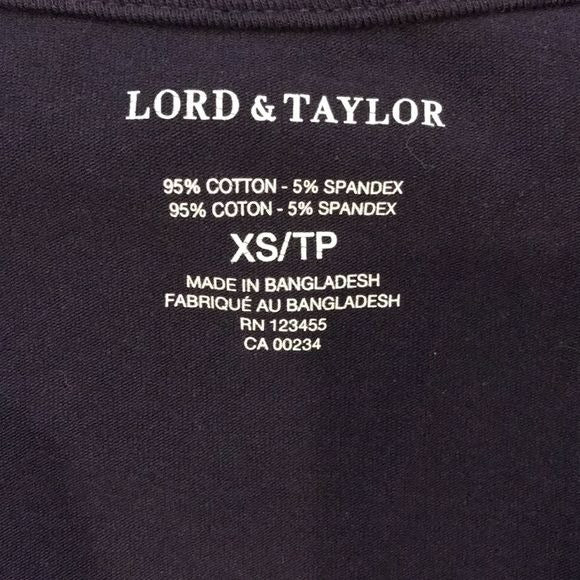 LORD & TAYLOR
95% COTTON - 5% SPANDEX
95% COTON - 5% SPANDEX
XS/TP
MADE IN BANGLADESH
FABRIQUÉ AU BANGLADESH
RN 123455
CA 00234